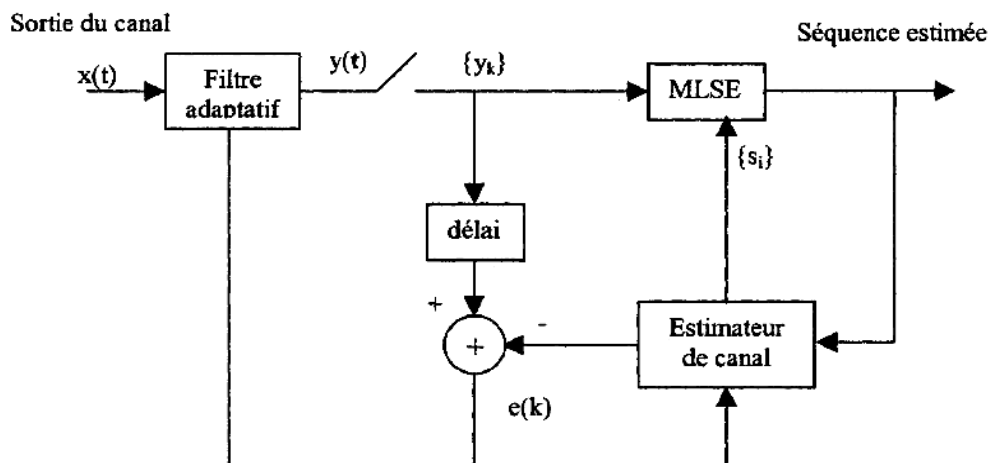 Sortie du canal
Séquence estimée
x(t)
Filtre
adaptatif
y(t)
{yk}
MLSE
{si}
délai
+
-
+
Estimateur
de canal
e(k)